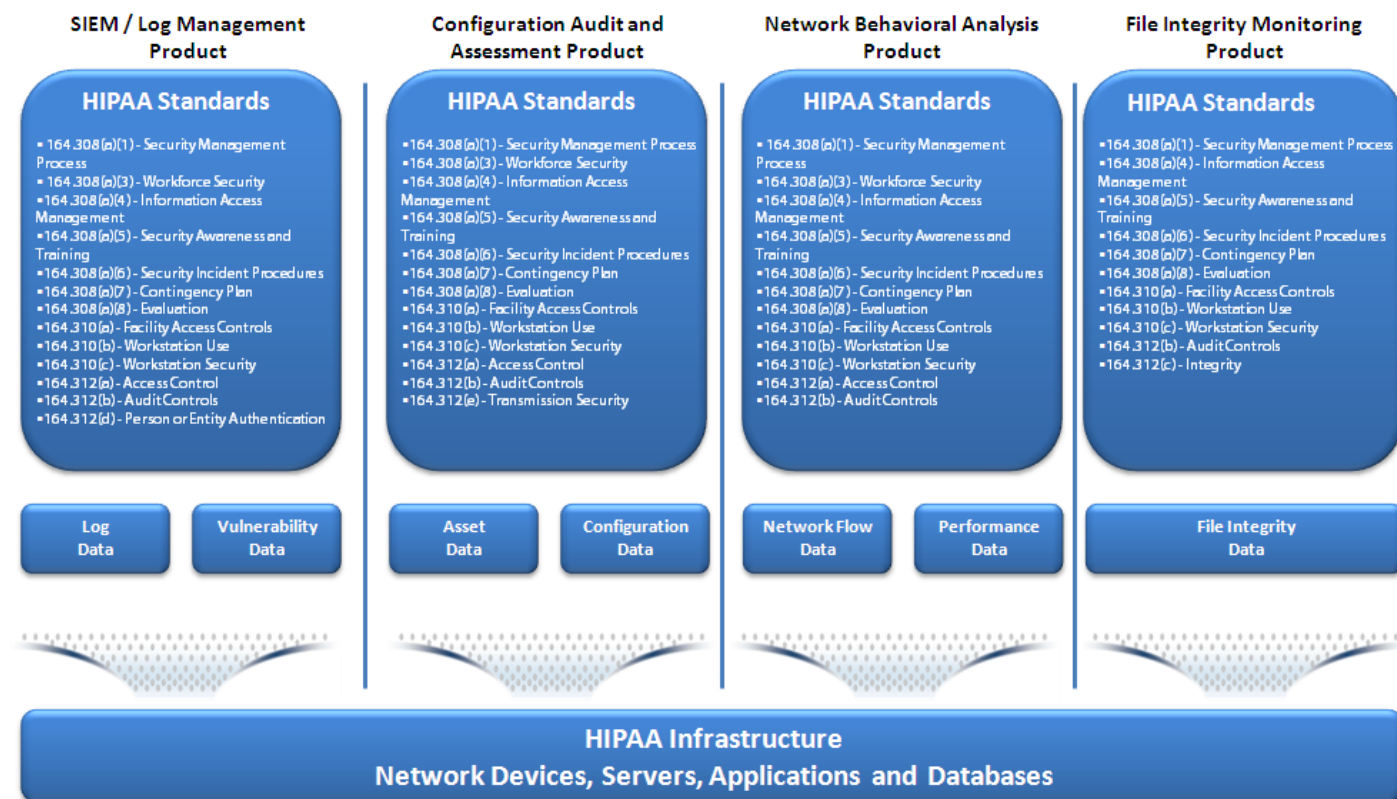 SIEM / Log Management
Product
HIPAA Standards
▪ 164.308(a)(1) - Security Management
Process
▪ 164.308(a)(3) - Workforce Security
▪164.308(a)(4) - Information Access
Management
▪164.308(a)(5) - Security Awareness and
Training
▪164.308(a)(6) - Security Incident Procedures
▪164.308(a)(7) - Contingency Plan
▪164.308(a)(8) - Evaluation
▪164.310(a) - Facility Access Controls
▪164.310(b) - Workstation Use
▪164.310(c) - Workstation Security
▪164.312(a) - Access Control
▪164.312(b) - Audit Controls
▪164.312(d) - Person or Entity Authentication
Log
Data
Vulnerability
Data
Configuration Audit and
Assessment Product
HIPAA Standards
▪164.308(a)(1) - Security Management Process
▪164.308(a)(3) - Workforce Security
▪164.308(a)(4) - Information Access
Management
▪164.308(a)(5) - Security Awareness and
Training
▪164.308(a)(6) - Security Incident Procedures
▪164.308(a)(7) - Contingency Plan
▪164.308(a)(8) - Evaluation
▪164.310(a) - Facility Access Controls
▪164.310(b) - Workstation Use
▪164.310(c) - Workstation Security
▪164.312(a) - Access Control
▪164.312(b) - Audit Controls
▪164.312(e) - Transmission Security
Asset
Data
Configuration
Data
Network Behavioral Analysis
Product
HIPAA Standards
▪164.308(a)(1) - Security Management
Process
▪164.308(a)(3) - Workforce Security
▪164.308(a)(4) - Information Access
Management
▪164.308(a)(5) - Security Awareness and
Training
▪164.308(a)(6) - Security Incident Procedures
▪164.308(a)(7) - Contingency Plan
▪164.308(a)(8) - Evaluation
▪164.310(a) - Facility Access Controls
▪164.310(b) - Workstation Use
▪164.310(c) - Workstation Security
▪164.312(a) - Access Control
▪164.312(b) - Audit Controls
Network Flow
Data
Performance
Data
File Integrity Monitoring
Product
HIPAA Standards
▪164.308(a)(1) - Security Management Process
▪164.308(a)(4) - Information Access
Management
▪164.308(a)(5) - Security Awareness and
Training
▪164.308(a)(6) - Security Incident Procedures
▪164.308(a)(7) - Contingency Plan
▪164.308(a)(8) - Evaluation
▪164.310(a) - Facility Access Controls
▪164.310(b) - Workstation Use
▪164.310(c) - Workstation Security
▪164.312(b) - Audit Controls
▪164.312(c) - Integrity
File Integrity
Data
HIPAA Infrastructure
Network Devices, Servers, Applications and Databases